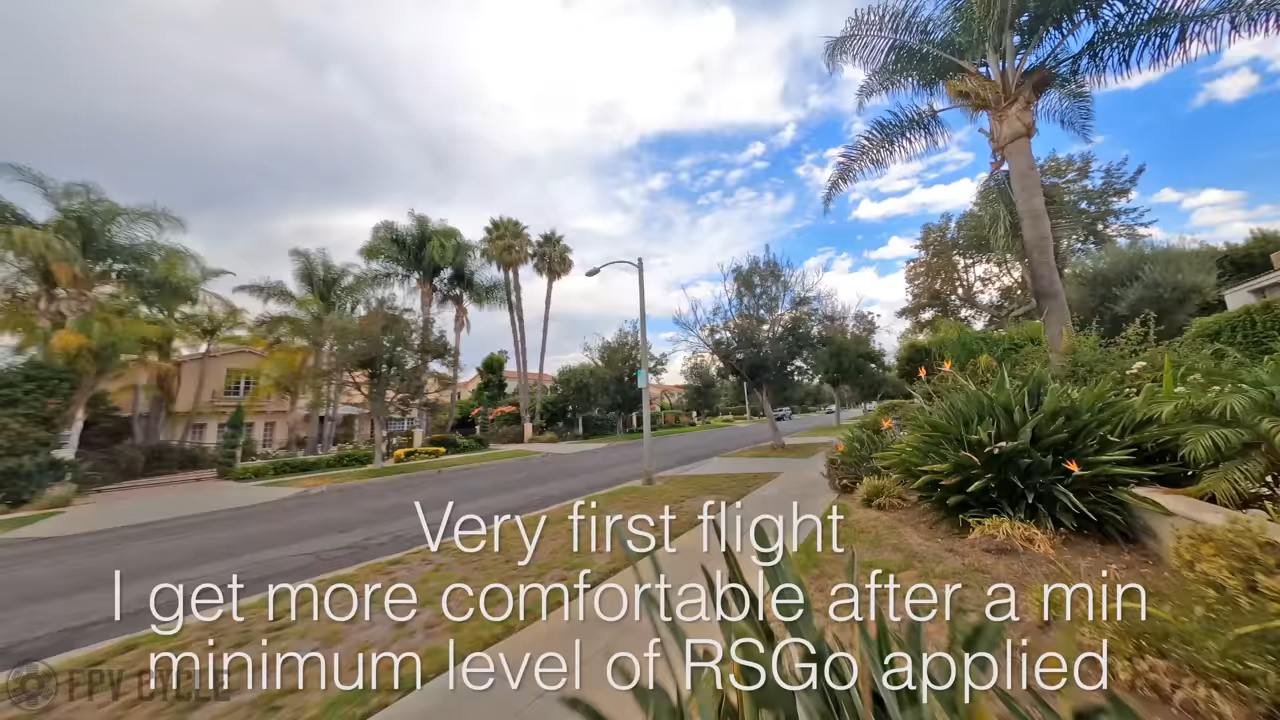 Very first flight
I get more comfortable after a min
minimum level of RSGo applied
FPV CYCLE